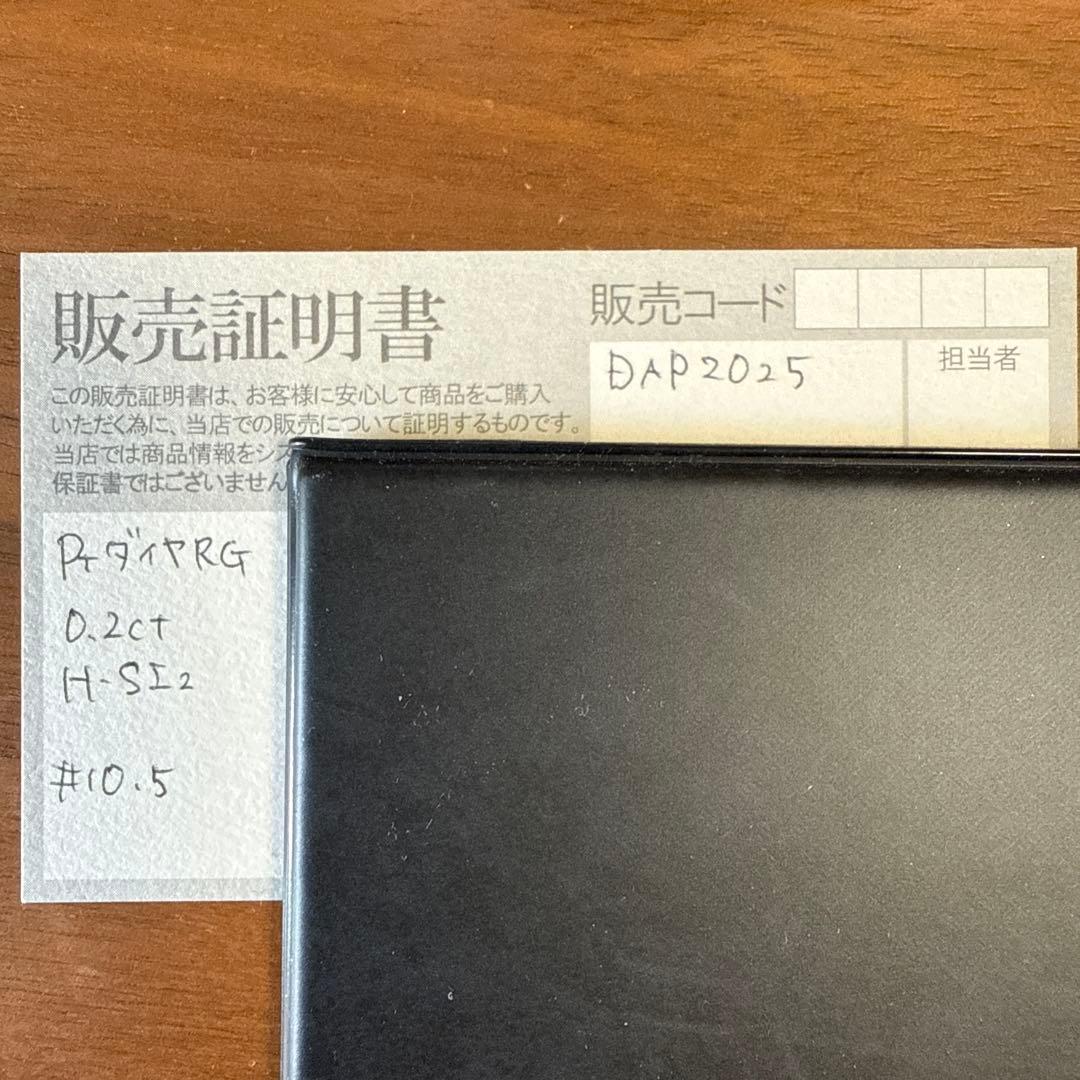 販売証明書
この販売証明書は、お客様に安心して商品をご購入
いただく為に、当店での販売について証明するものです。
当店では商品情報をシス
保証書ではございません
販売コード
DAP2025
担当者
PTダイヤRG
0.2ct
H-SI2
#10.5